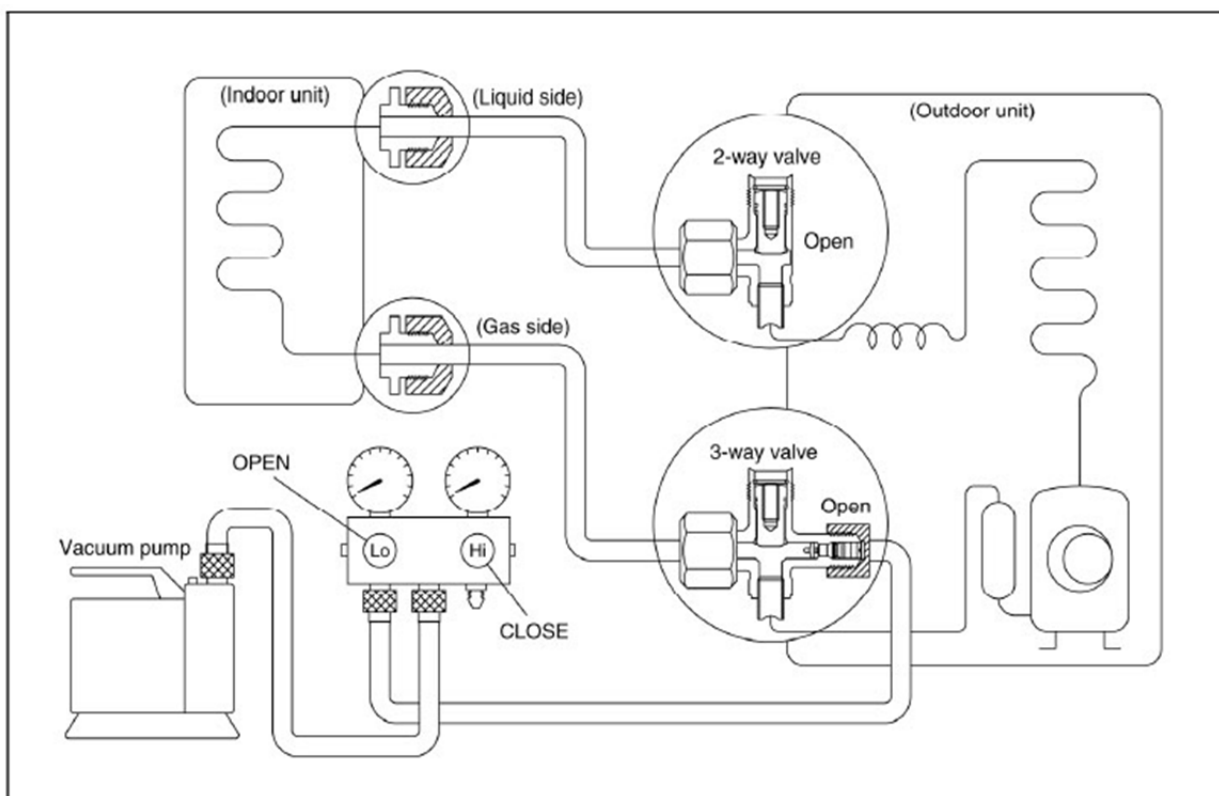 (Indoor unit)
(Liquid side)
(Outdoor unit)
2-way valve
Open
(Gas side)
3-way valve
Open
OPEN
Lo
Hi
Vacuum pump
CLOSE